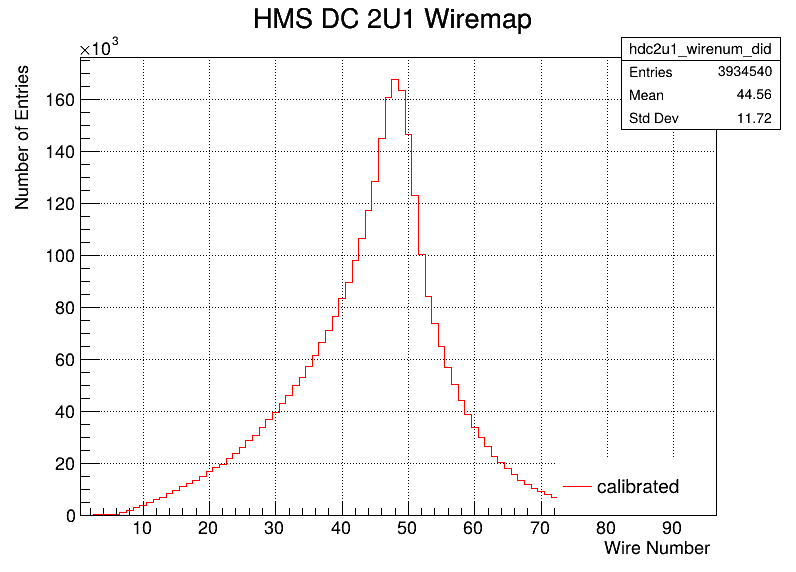 HMS DC 2U1 Wiremap
×10³
hdc2u1_wirenum_did
Entries 3934540
Mean 44.56
Std Dev 11.72
Number of Entries
160
140
120
100
80
60
40
20
0
calibrated
10 20 30 40 50 60 70 80 90
Wire Number